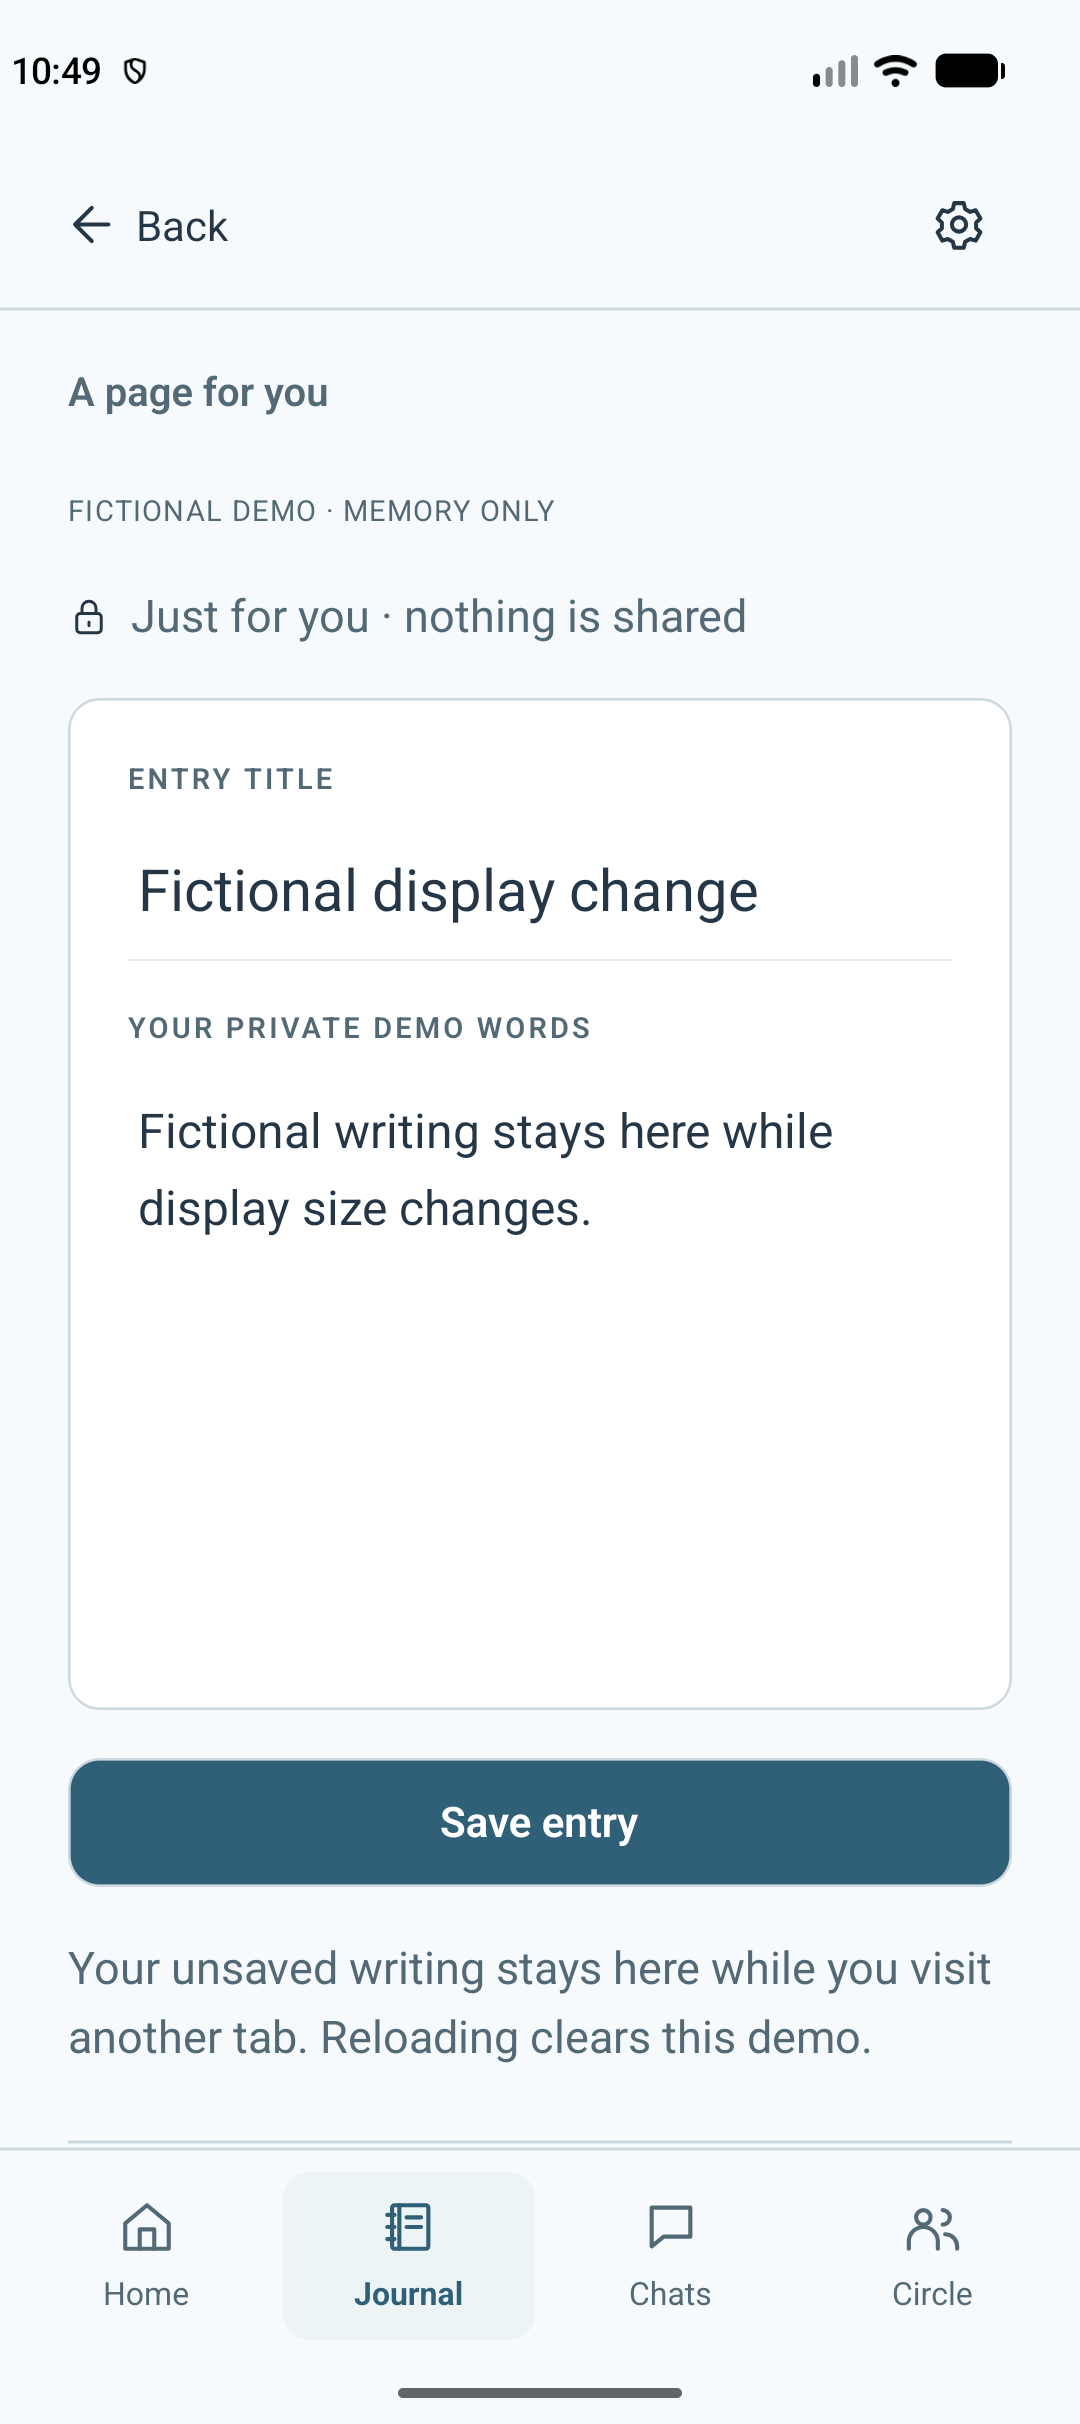 10:49
Back
A page for you
FICTIONAL DEMO · MEMORY ONLY
Just for you · nothing is shared
ENTRY TITLE
Fictional display change
YOUR PRIVATE DEMO WORDS
Fictional writing stays here while
display size changes.
Save entry
Your unsaved writing stays here while you visit
another tab. Reloading clears this demo.
Home
Journal
Chats
Circle